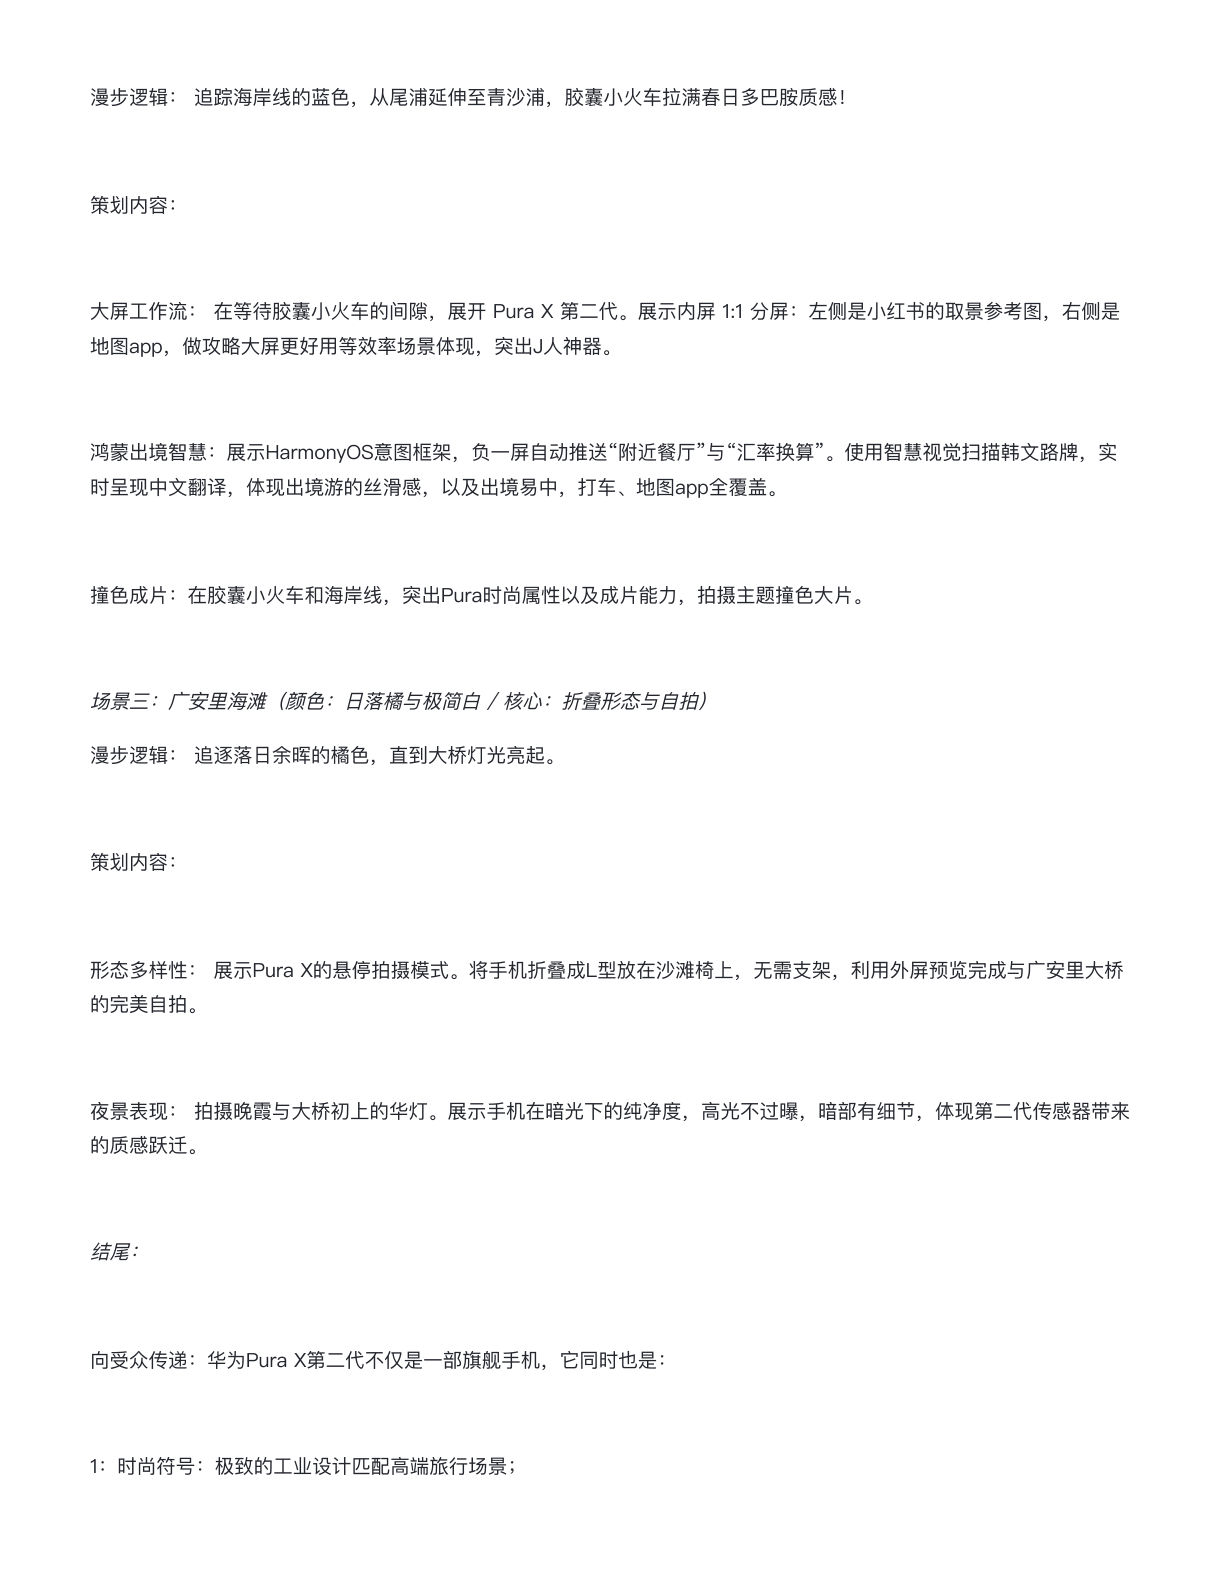 漫步逻辑： 追踪海岸线的蓝色，从尾浦延伸至青沙浦，胶囊小火车拉满春日多巴胺质感！
策划内容：
大屏工作流： 在等待胶囊小火车的间隙，展开 Pura X 第二代。展示内屏 1:1 分屏：左侧是小红书的取景参考图，右侧是
地图app，做攻略大屏更好用等效率场景体现，突出J人神器。
鸿蒙出境智慧：展示HarmonyOS意图框架，负一屏自动推送“附近餐厅”与“汇率换算”。使用智慧视觉扫描韩文路牌，实
时呈现中文翻译，体现出境游的丝滑感，以及出境易中，打车、地图app全覆盖。
撞色成片：在胶囊小火车和海岸线，突出Pura时尚属性以及成片能力，拍摄主题撞色大片。
场景三：广安里海滩（颜色：日落橘与极简白 / 核心：折叠形态与自拍）
漫步逻辑： 追逐落日余晖的橘色，直到大桥灯光亮起。
策划内容：
形态多样性： 展示Pura X的悬停拍摄模式。将手机折叠成L型放在沙滩椅上，无需支架，利用外屏预览完成与广安里大桥
的完美自拍。
夜景表现： 拍摄晚霞与大桥初上的华灯。展示手机在暗光下的纯净度，高光不过曝，暗部有细节，体现第二代传感器带来
的质感跃迁。
结尾：
向受众传递：华为Pura X第二代不仅是一部旗舰手机，它同时也是：
1：时尚符号：极致的工业设计匹配高端旅行场景；